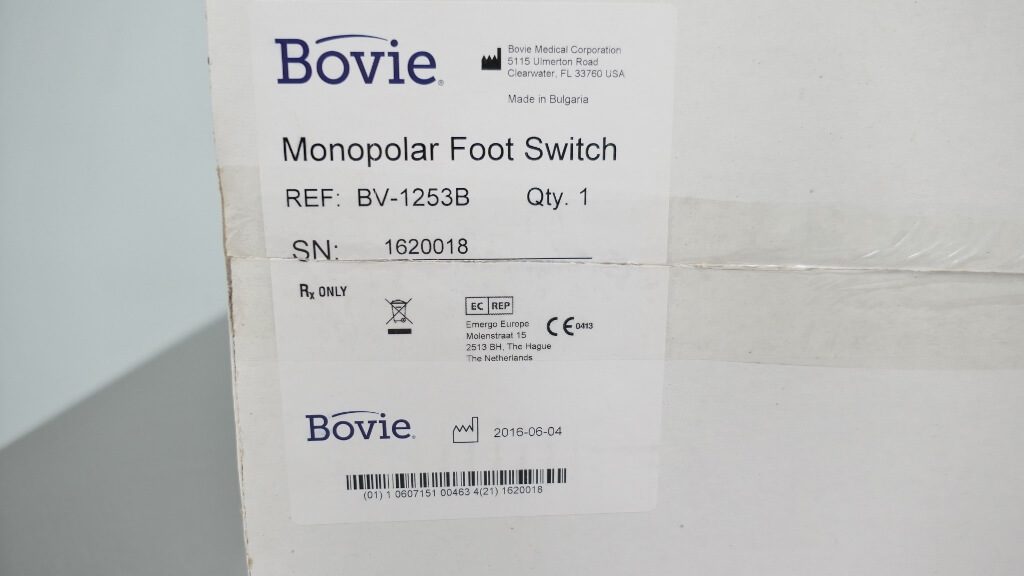 Bovie®
Bovie Medical Corporation
5115 Ulmerton Road
Clearwater, FL 33760 USA
Made in Bulgaria
Monopolar Foot Switch
REF: BV-1253B Qty. 1
SN: 1620018
Rx ONLY
EC REP
Emergo Europe
Molenstraat 15
2513 BH, The Hague
The Netherlands
CE 0413
Bovie®
2016-06-04
(01) 1 0607151 00463 4(21) 1620018